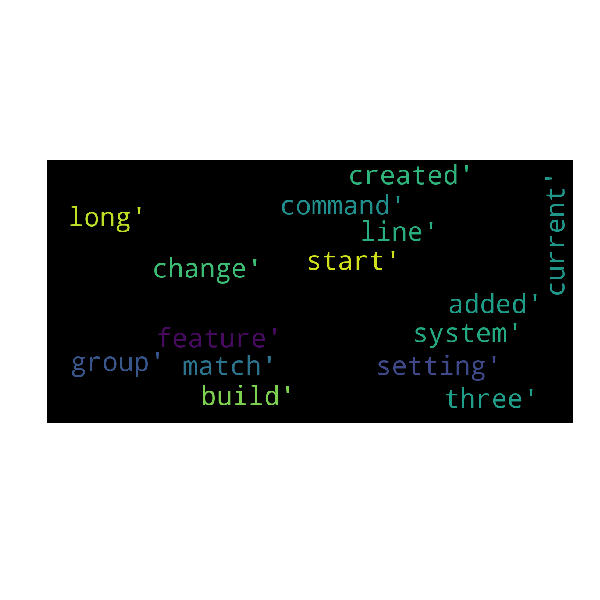 created'
current'
command'
long'
line'
start'
change'
added'
system'
feature'
group'
match'
setting'
build'
three'